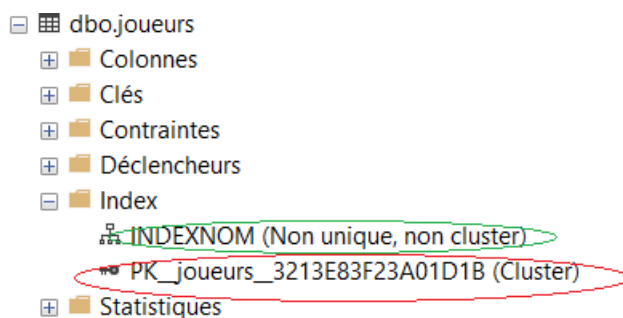 dbo.joueurs
Colonnes
Clés
Contraintes
Déclencheurs
Index
INDEXNOM (Non unique, non cluster)
PK__joueurs__3213E83F23A01D1B (Cluster)
Statistiques